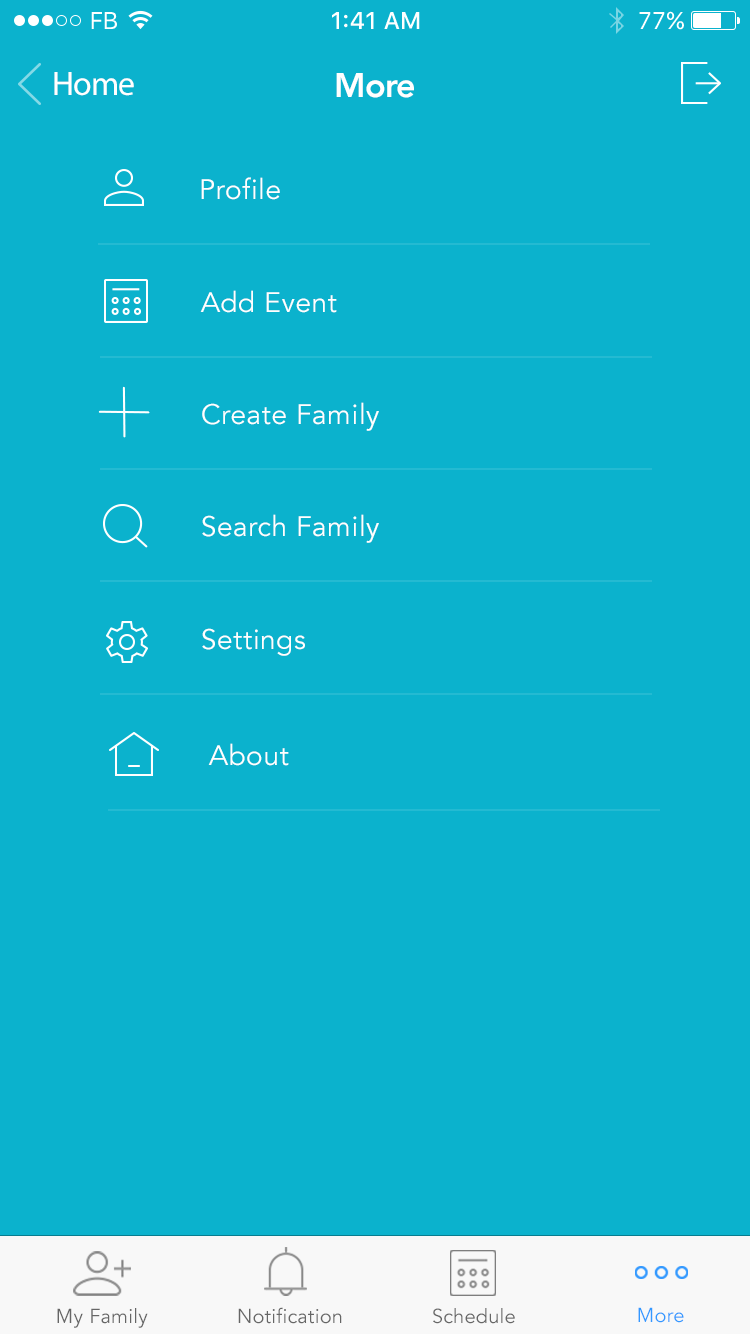 FB 1:41 AM 77%
Home More
Profile
Add Event
Create Family
Search Family
Settings
About
My Family Notification Schedule More